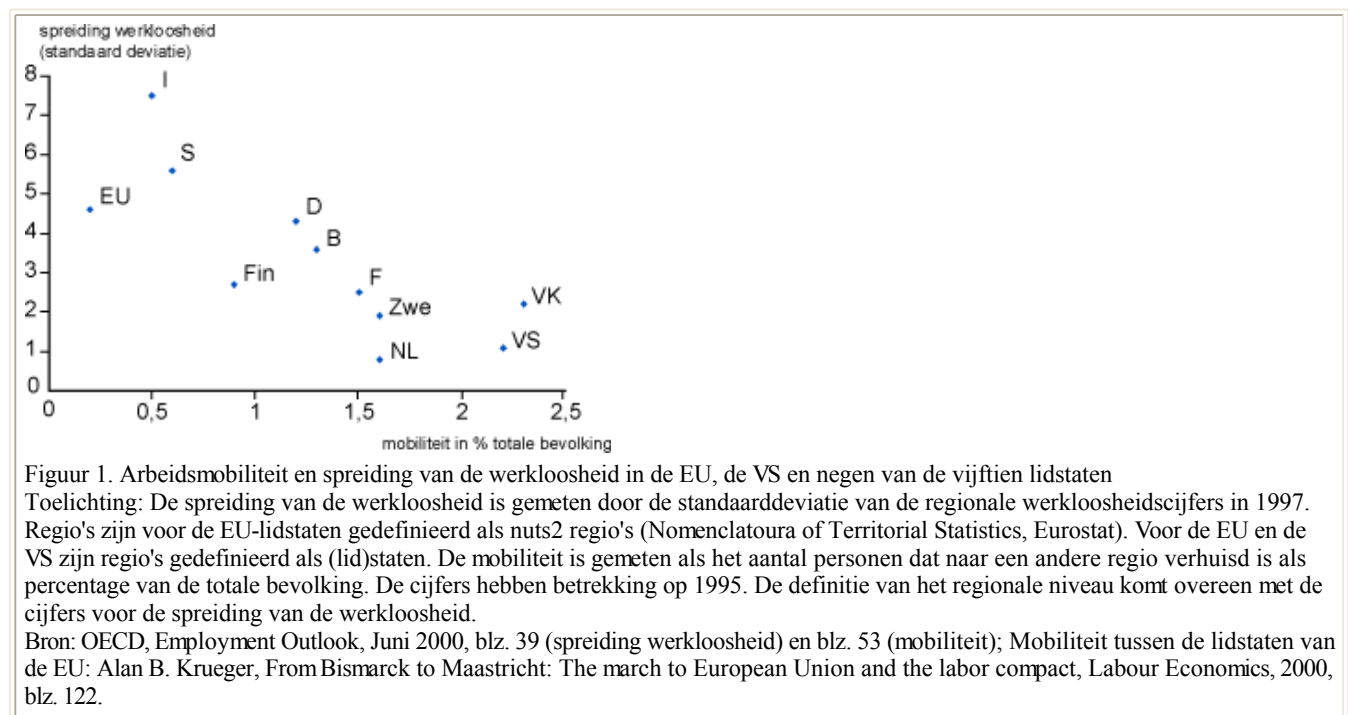 spreiding werkloosheid
(standaard deviatie)
8
I
7
6
S
5
EU
D
4
B
3
Fin
F
2
Zwe
VK
1
NL
VS
0
0 0,5 1 1,5 2 2,5
mobiliteit in % totale bevolking
Figuur 1. Arbeidsmobiliteit en spreiding van de werkloosheid in de EU, de VS en negen van de vijftien lidstaten
Toelichting: De spreiding van de werkloosheid is gemeten door de standaarddeviatie van de regionale werkloosheidscijfers in 1997.
Regio's zijn voor de EU-lidstaten gedefinieerd als nuts2 regio's (Nomenclatoura of Territorial Statistics, Eurostat). Voor de EU en de
VS zijn regio's gedefinieerd als (lid)staten. De mobiliteit is gemeten als het aantal personen dat naar een andere regio verhuisd is als
percentage van de totale bevolking. De cijfers hebben betrekking op 1995. De definitie van het regionale niveau komt overeen met de
cijfers voor de spreiding van de werkloosheid.
Bron: OECD, Employment Outlook, Juni 2000, blz. 39 (spreiding werkloosheid) en blz. 53 (mobiliteit); Mobiliteit tussen de lidstaten van
de EU: Alan B. Krueger, From Bismarck to Maastricht: The march to European Union and the labor compact, Labour Economics, 2000,
blz. 122.